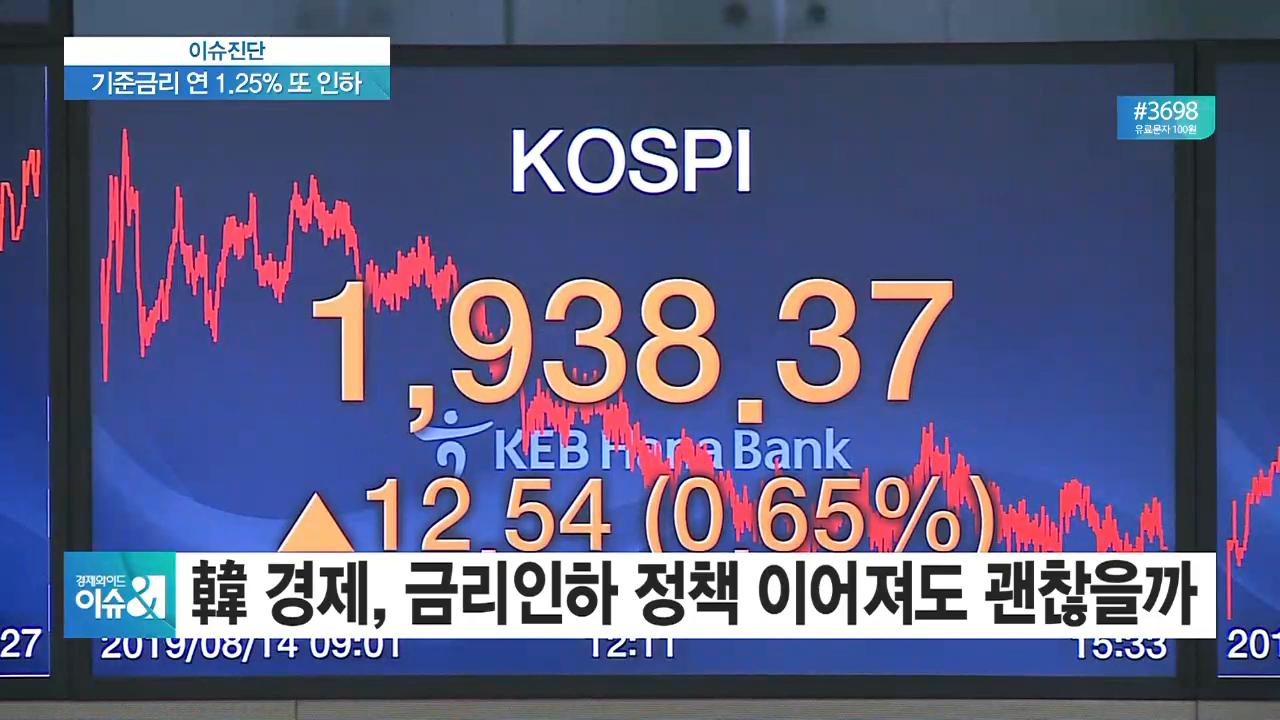 이슈진단
기준금리 연 1.25% 또 인하
#3698
유료문자 100원
KOSPI
1,938.37
KEB Hana Bank
▲12.54 (0.65%)
경제와이드
이슈&
韓 경제, 금리인하 정책 이어져도 괜찮을까
27
2019/08/14 09:01
12:11
15:33
201